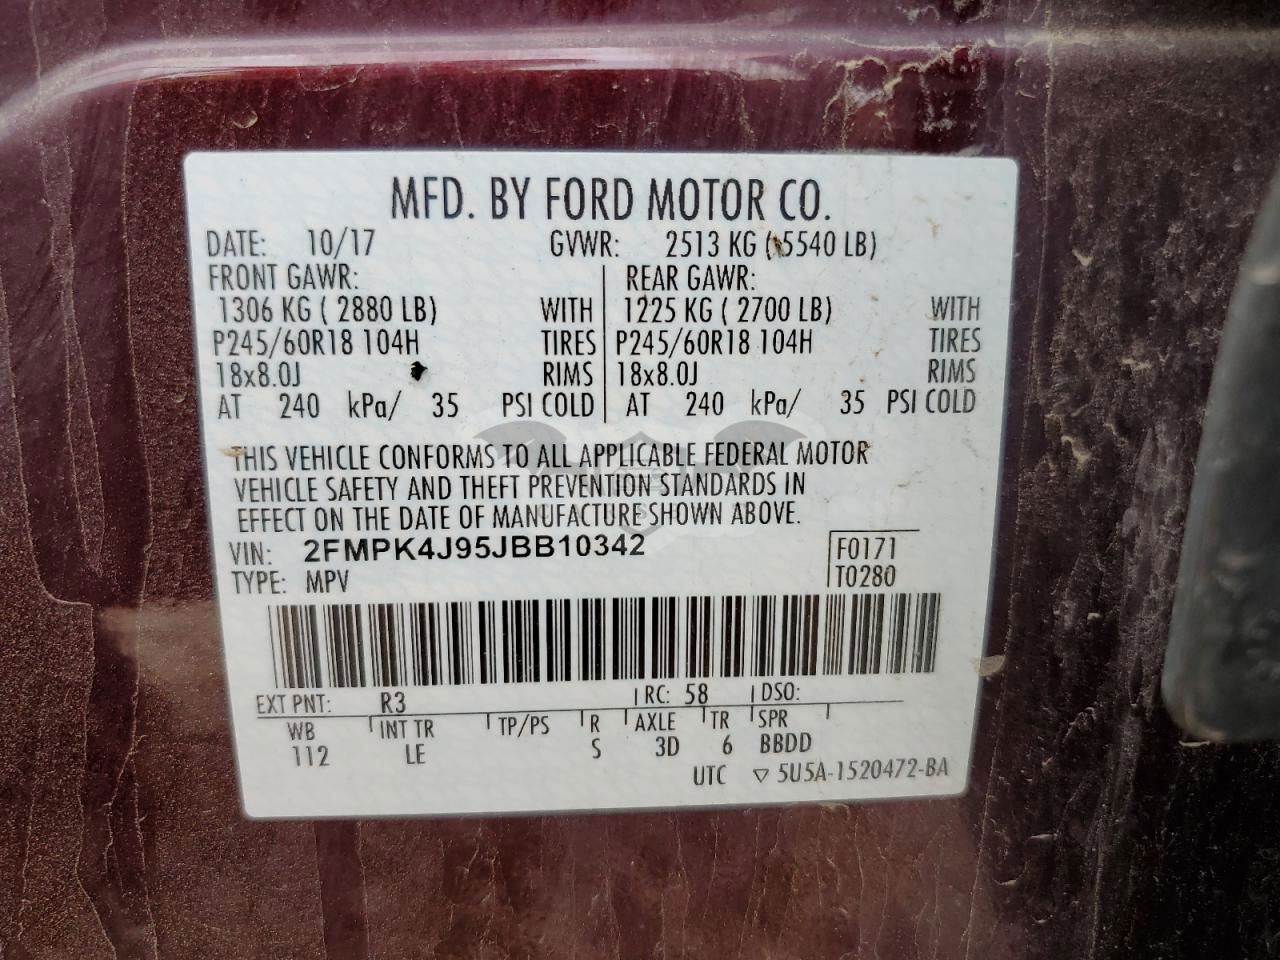 MFD. BY FORD MOTOR CO.
DATE: 10/17 GVWR: 2513 KG ( 5540 LB)
FRONT GAWR: REAR GAWR:
1306 KG ( 2880 LB) WITH 1225 KG ( 2700 LB) WITH
P245/60R18 104H TIRES P245/60R18 104H TIRES
18x8.0J RIMS 18x8.0J RIMS
AT 240 kPa/ 35 PSI COLD AT 240 kPa/ 35 PSI COLD
THIS VEHICLE CONFORMS TO ALL APPLICABLE FEDERAL MOTOR
VEHICLE SAFETY AND THEFT PREVENTION STANDARDS IN
EFFECT ON THE DATE OF MANUFACTURE SHOWN ABOVE.
VIN: 2FMPK4J95JBB10342 F0171
TYPE: MPV T0280
EXT PNT: R3 RC: 58 DSO:
WB INT TR TP/PS R AXLE TR SPR
112 LE S 3D 6 BBDD
UTC ▽ 5U5A-1520472-BA